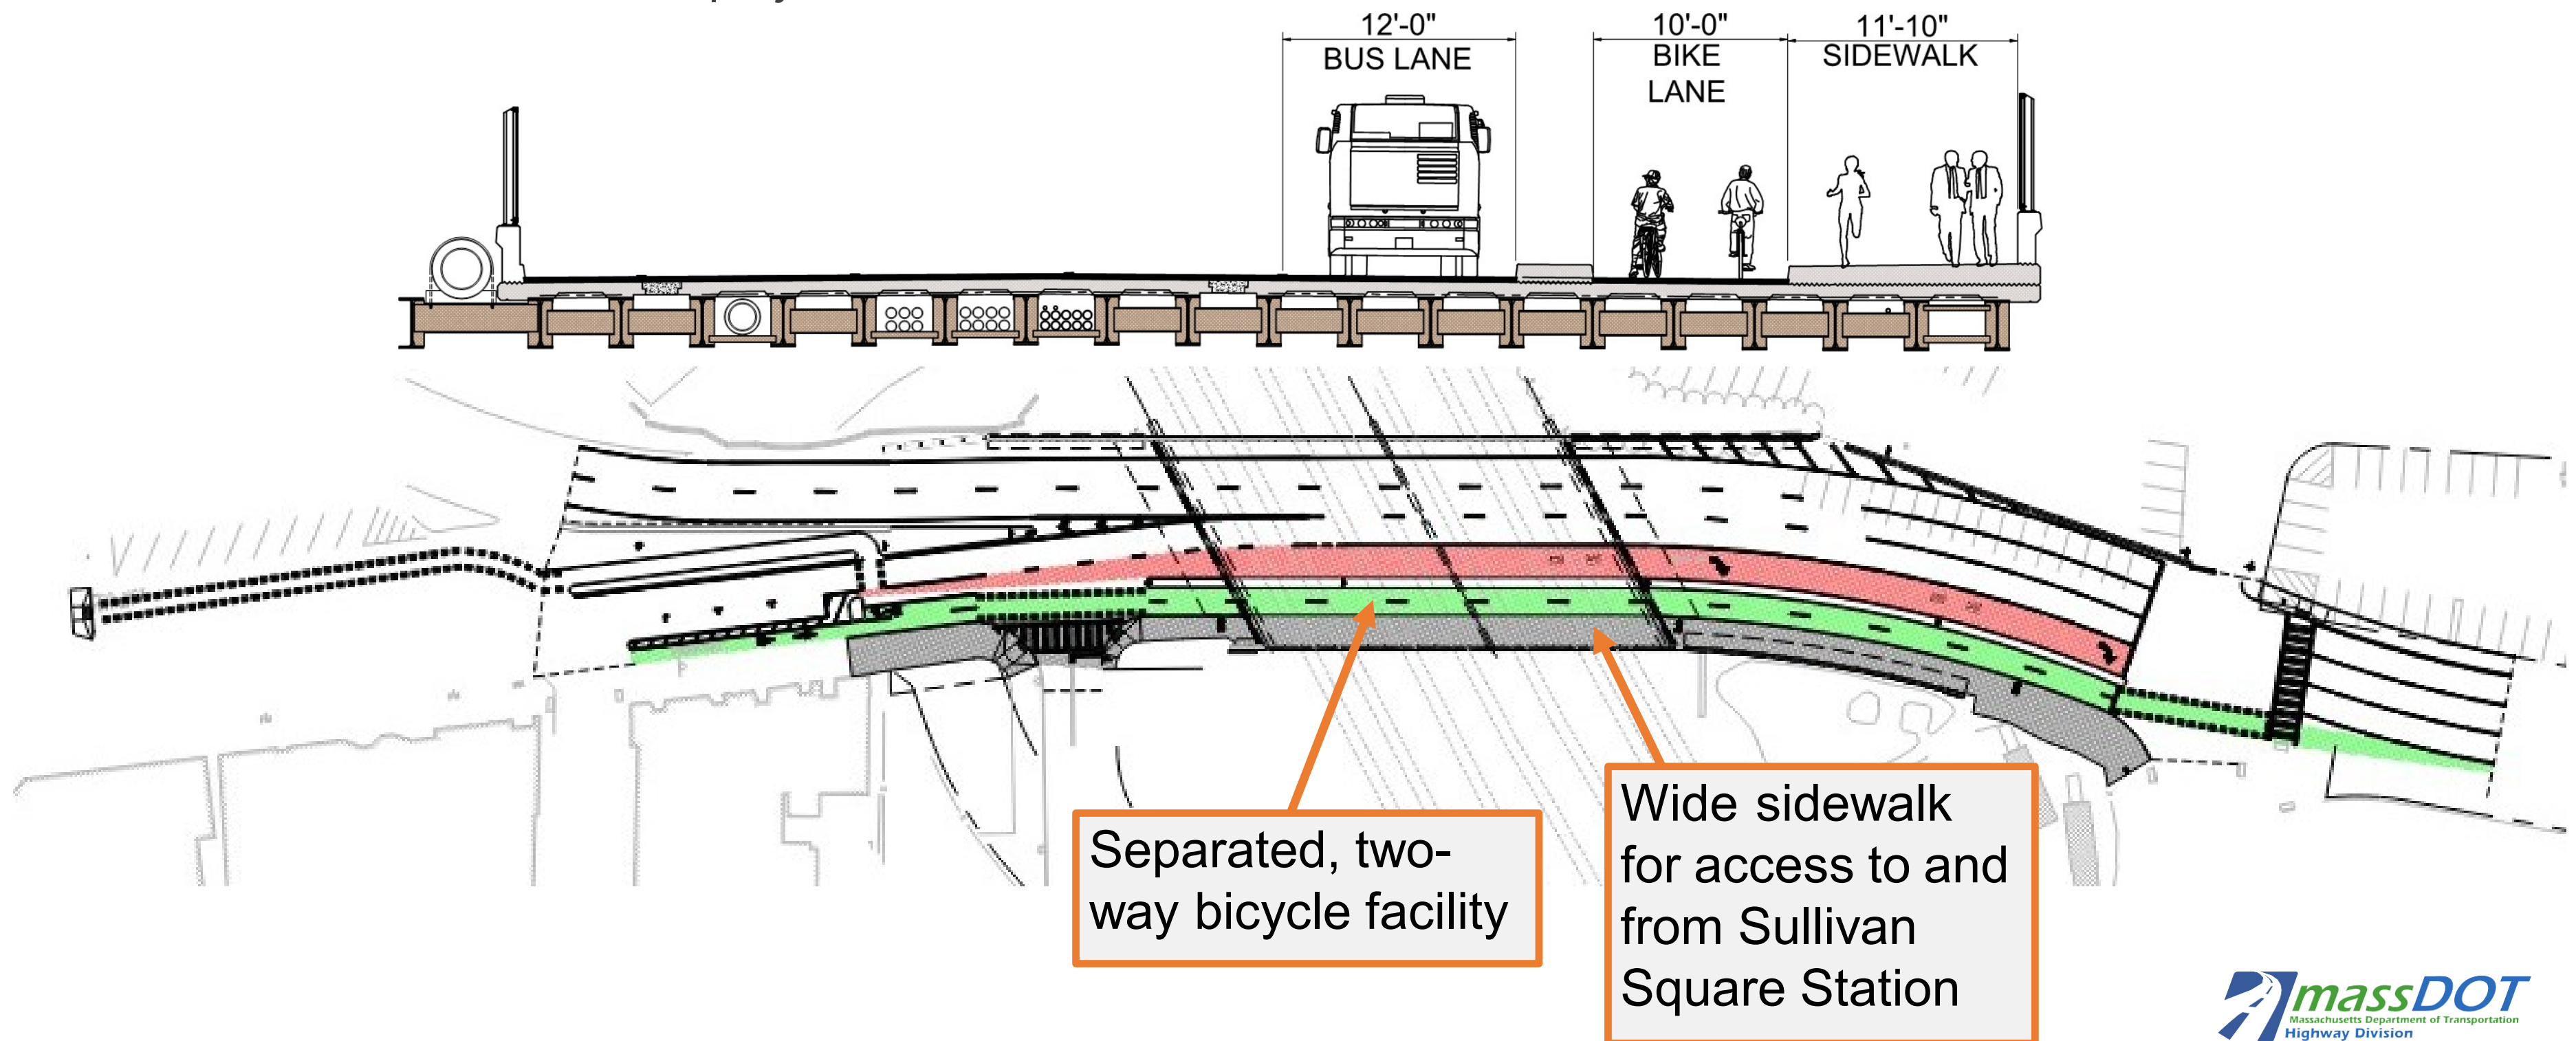 12'-0"
BUS LANE
10'-0"
BIKE
LANE
11'-10"
SIDEWALK
Separated, two-
way bicycle facility
Wide sidewalk
for access to and
from Sullivan
Square Station
massDOT
Massachusetts Department of Transportation
Highway Division